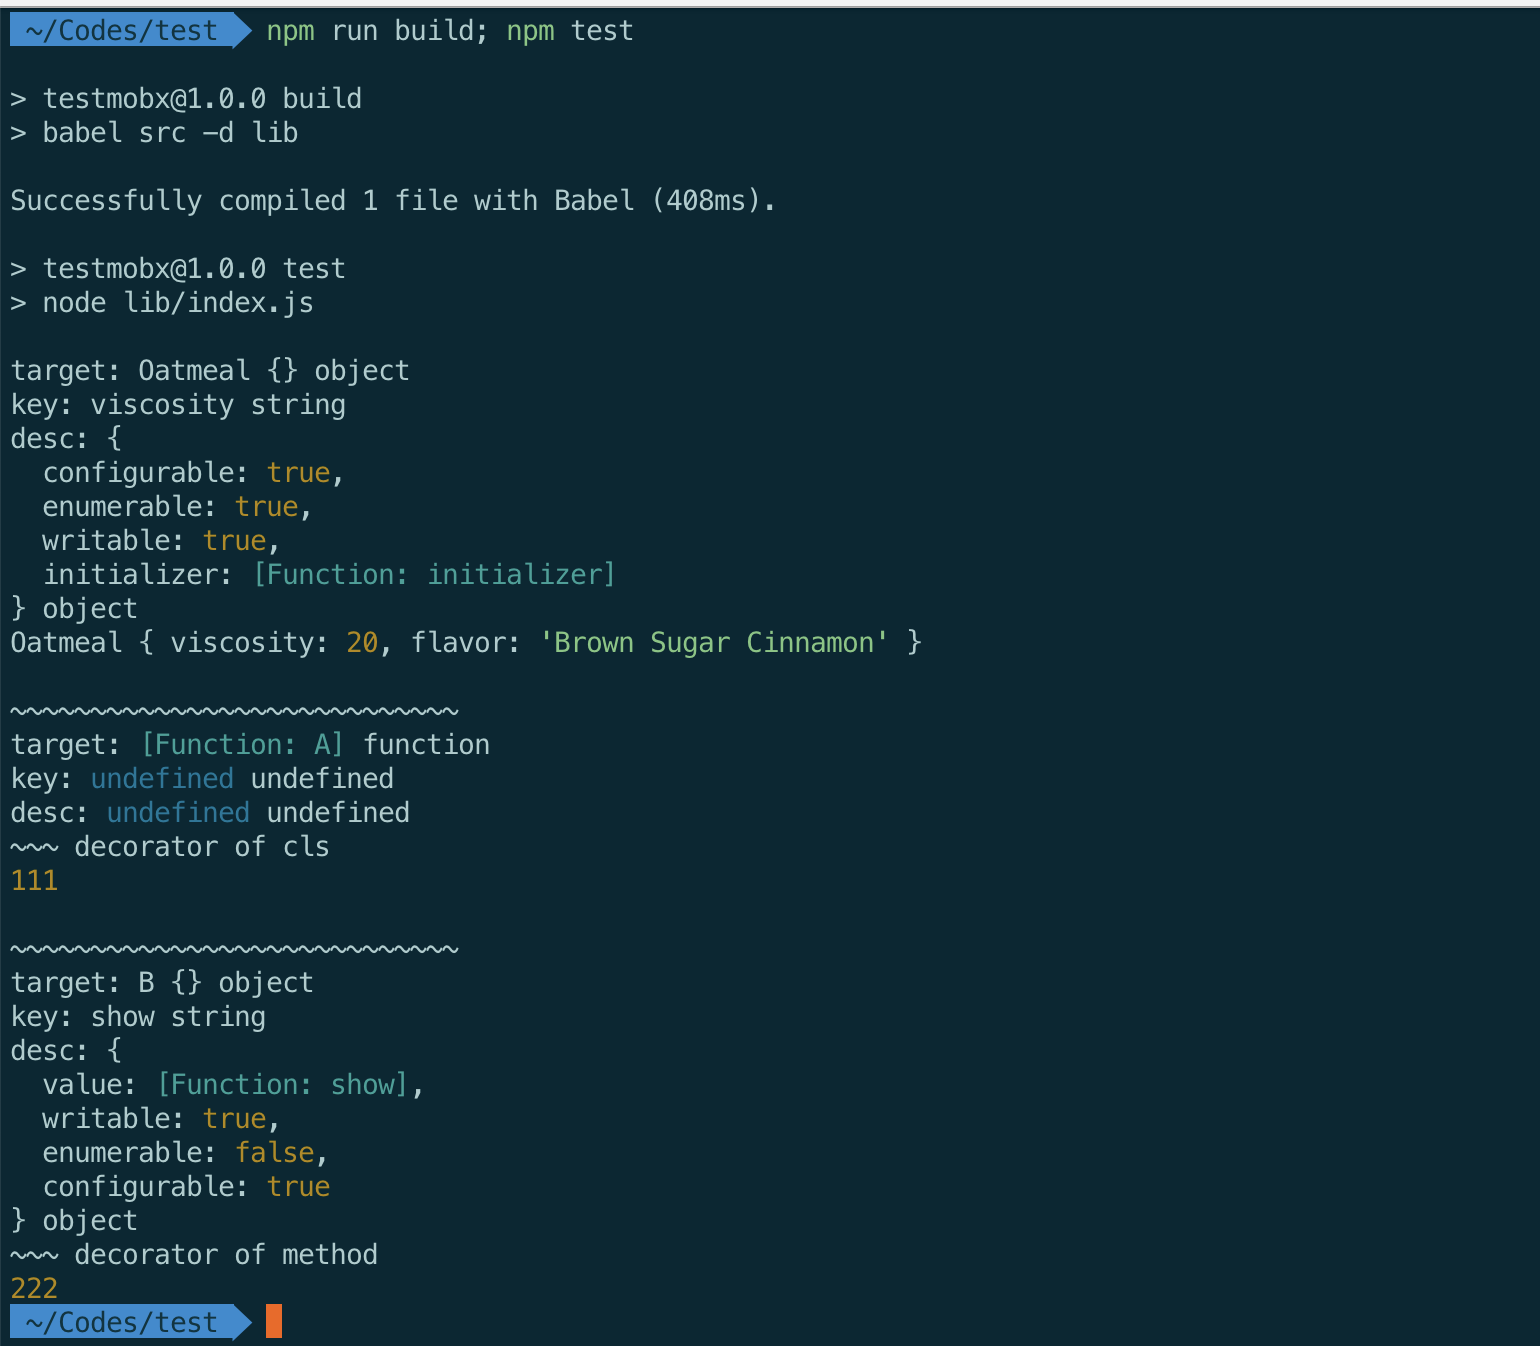 ~/Codes/test npm run build; npm test
> testmobx@1.0.0 build
> babel src -d lib
Successfully compiled 1 file with Babel (408ms).
> testmobx@1.0.0 test
> node lib/index.js
target: Oatmeal {} object
key: viscosity string
desc: {
  configurable: true,
  enumerable: true,
  writable: true,
  initializer: [Function: initializer]
} object
Oatmeal { viscosity: 20, flavor: 'Brown Sugar Cinnamon' }
~~~~~~~~~~~~~~~~~~~~~~~~~~~~
target: [Function: A] function
key: undefined undefined
desc: undefined undefined
~~~ decorator of cls
111
~~~~~~~~~~~~~~~~~~~~~~~~~~~~
target: B {} object
key: show string
desc: {
  value: [Function: show],
  writable: true,
  enumerable: false,
  configurable: true
} object
~~~ decorator of method
222
~/Codes/test